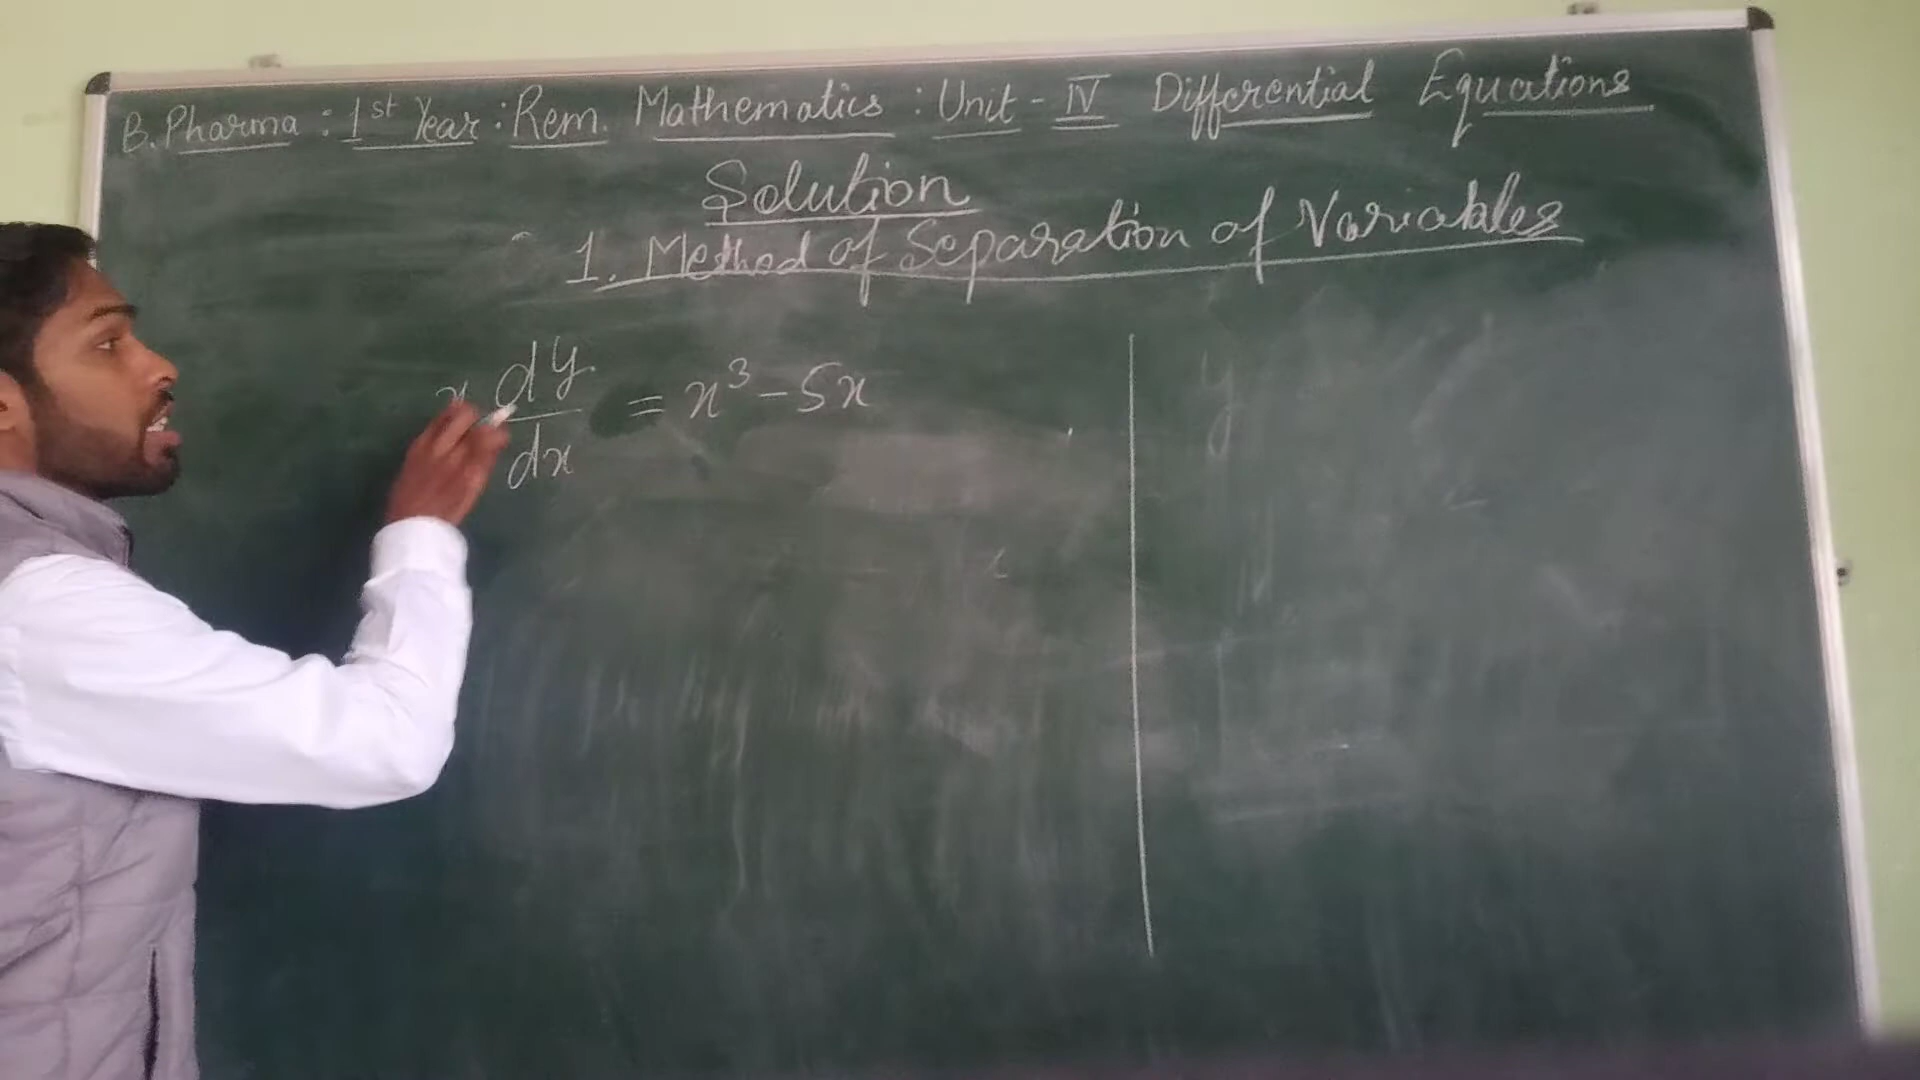 B. Pharma : 1st Year : Rem. Mathematics : Unit - IV Differential Equations
Solution
1. Method of Separation of Variables
x dy/dx = x³ - 5x